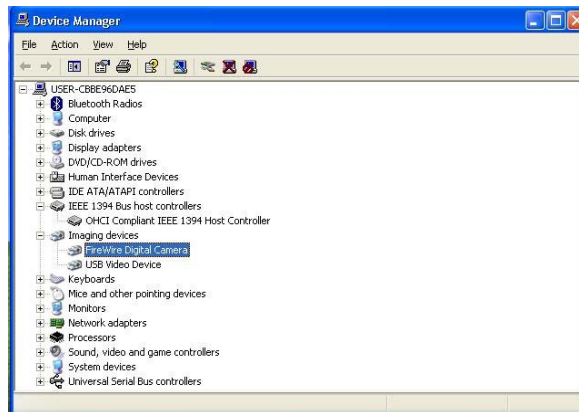 Device Manager
File Action View Help
USER-CBBE96DAE5
Bluetooth Radios
Computer
Disk drives
Display adapters
DVD/CD-ROM drives
Human Interface Devices
IDE ATA/ATAPI controllers
IEEE 1394 Bus host controllers
OHCI Compliant IEEE 1394 Host Controller
Imaging devices
FireWire Digital Camera
USB Video Device
Keyboards
Mice and other pointing devices
Monitors
Network adapters
Processors
Sound, video and game controllers
System devices
Universal Serial Bus controllers